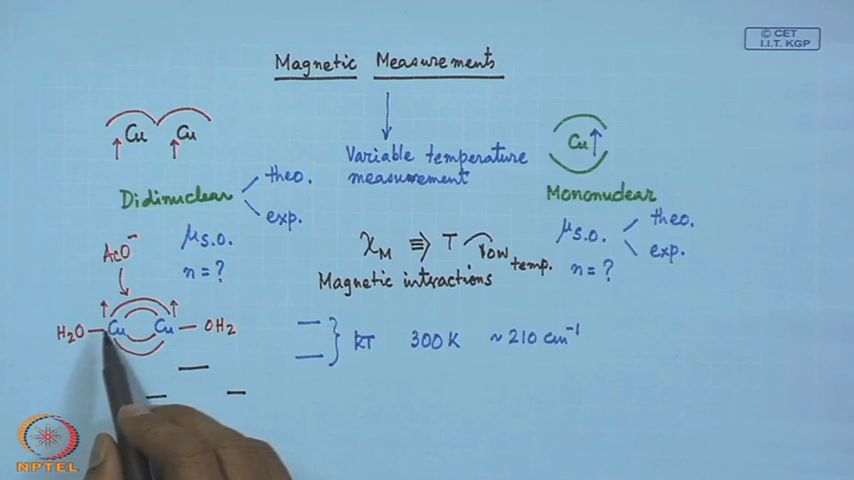 © CET
I.I.T. KGP
Magnetic Measurements
Cu Cu
Cu
Variable temperature
measurement
Didinuclear
theo.
exp.
Mononuclear
μs.o.
n = ?
μs.o.
theo.
exp.
n = ?
AcO⁻
χM ≡> T low temp.
Magnetic interactions
H2O — Cu Cu — OH2
kT 300K ~210 cm⁻¹
NPTEL